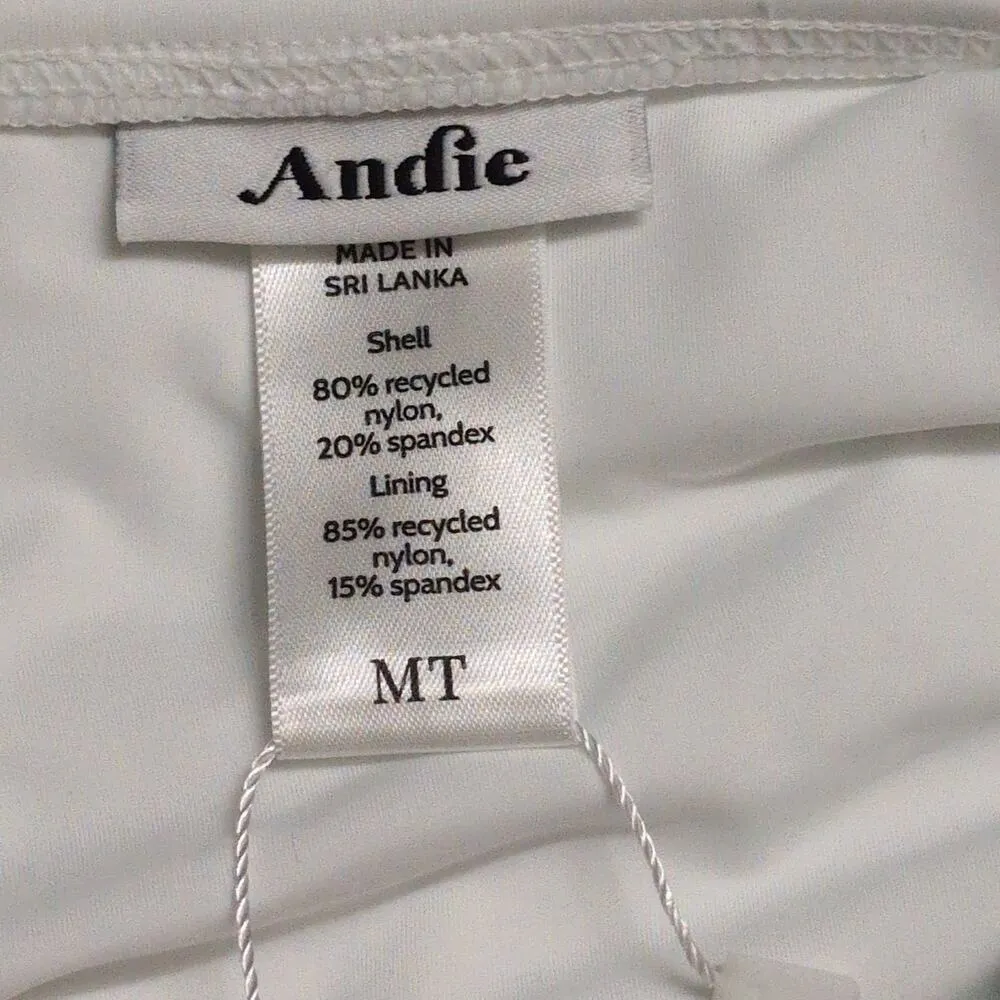 Andie
MADE IN
SRI LANKA
Shell
80% recycled
nylon,
20% spandex
Lining
85% recycled
nylon,
15% spandex
MT